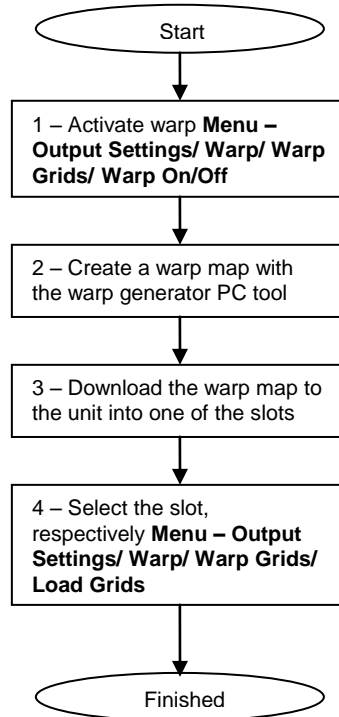 Start
1 – Activate warp Menu –
Output Settings/ Warp/ Warp
Grids/ Warp On/Off
2 – Create a warp map with
the warp generator PC tool
3 – Download the warp map to
the unit into one of the slots
4 – Select the slot,
respectively Menu – Output
Settings/ Warp/ Warp Grids/
Load Grids
Finished